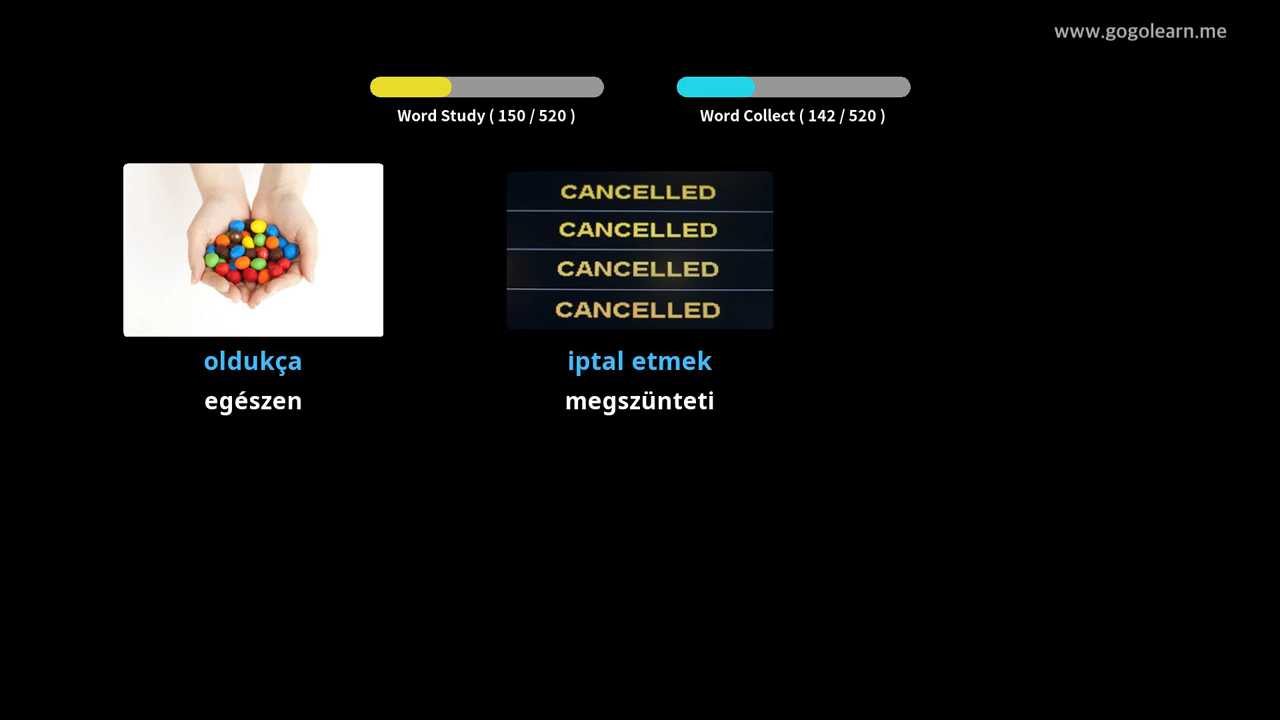 www.gogolearn.me
Word Study ( 150 / 520 )
Word Collect ( 142 / 520 )
CANCELLED
CANCELLED
CANCELLED
CANCELLED
oldukça
iptal etmek
egészen
megszünteti